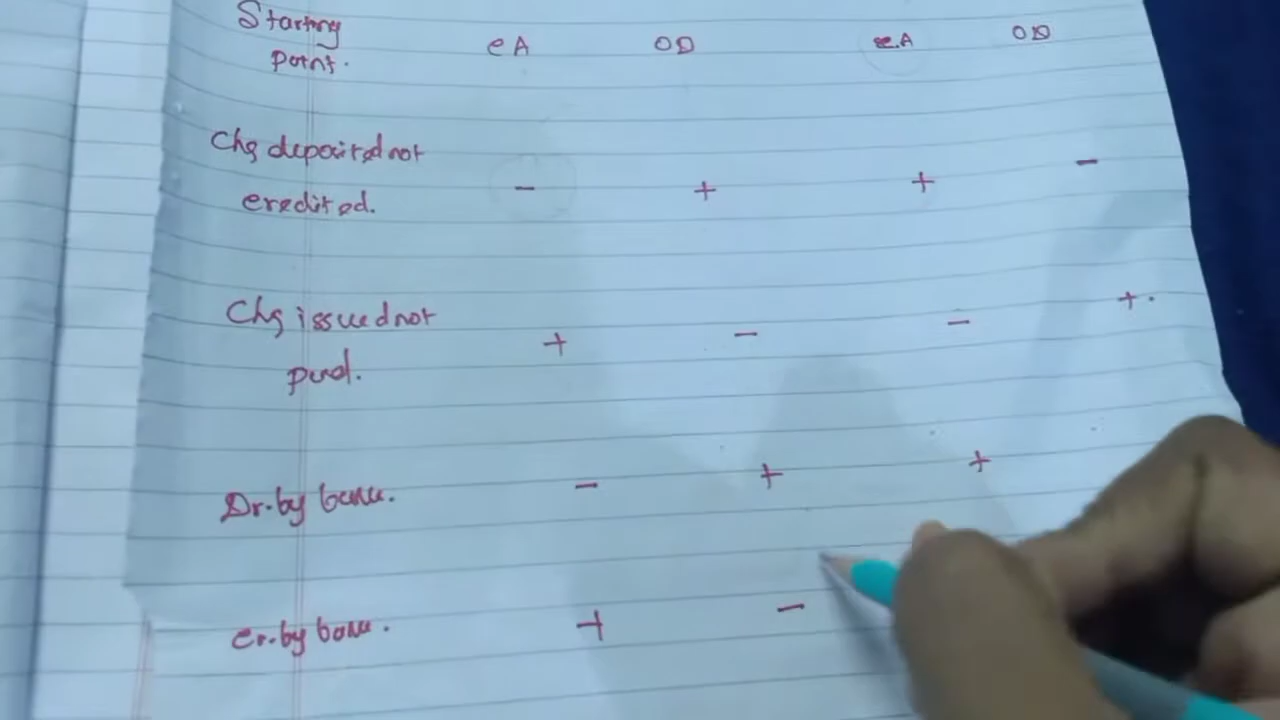 Starting
point.
CA OD CA OD
Chq deposited not
credited. - + + -
Chq issued not
paid. + - - +.
Dr. by bank. - + +
Cr. by bank. + -